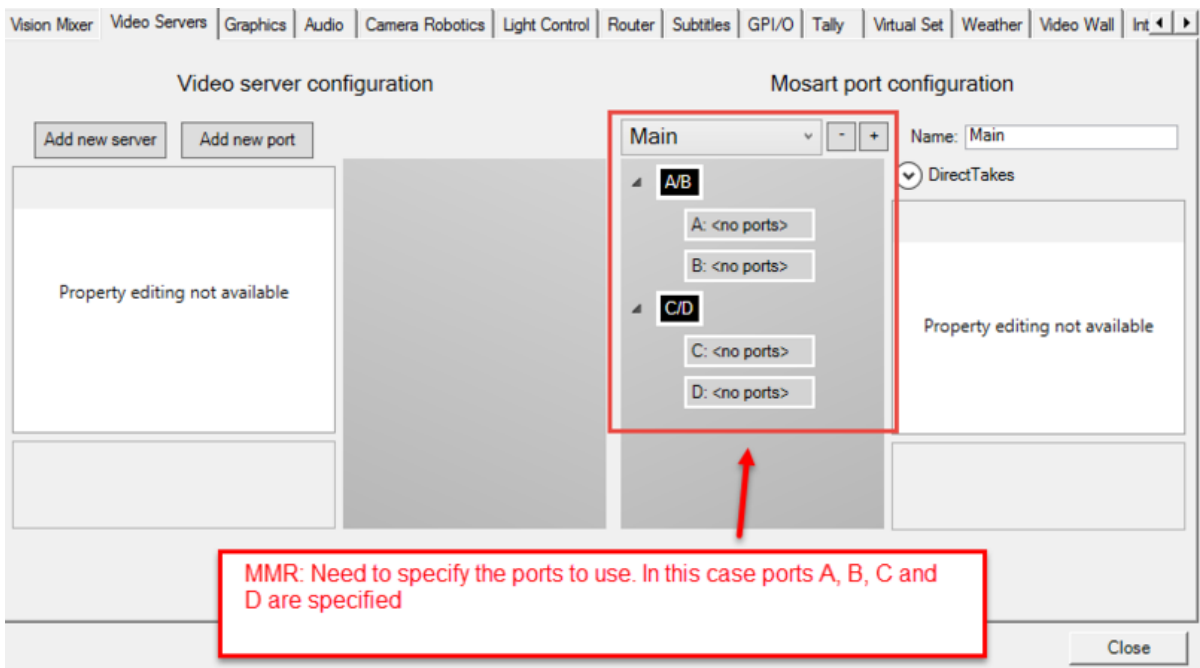 Vision Mixer Video Servers Graphics Audio Camera Robotics Light Control Router Subtitles GPI/O Tally Virtual Set Weather Video Wall Int
Video server configuration
Mosart port configuration
Add new server
Add new port
Main
-
+
Name: Main
DirectTakes
A/B
A: <no ports>
B: <no ports>
C/D
C: <no ports>
D: <no ports>
Property editing not available
Property editing not available
MMR: Need to specify the ports to use. In this case ports A, B, C and
D are specified
Close